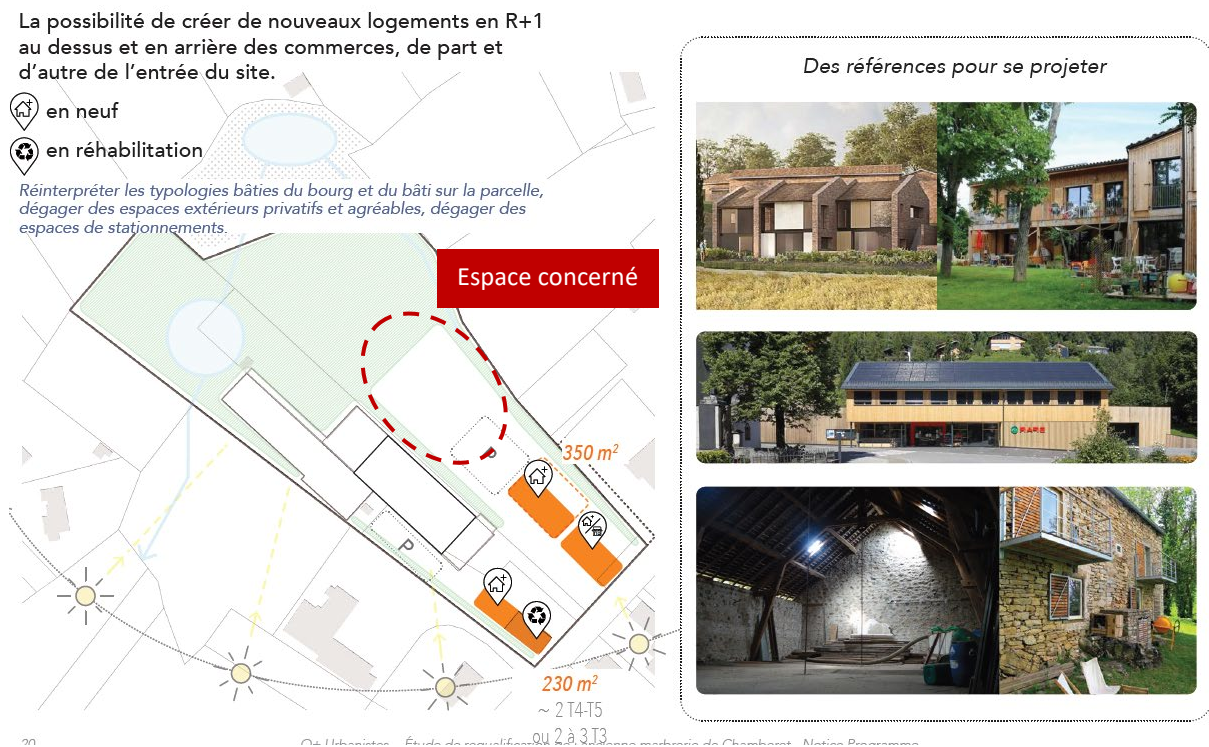 La possibilité de créer de nouveaux logements en R+1
au dessus et en arrière des commerces, de part et
d'autre de l'entrée du site.
en neuf
en réhabilitation
Réinterpréter les typologies bâties du bourg et du bâti sur la parcelle,
dégager des espaces extérieurs privatifs et agréables, dégager des
espaces de stationnements.
Espace concerné
350 m²
P
P
230 m²
~ 2 T4-T5
ou 2 à 3 T3
Des références pour se projeter
20
Étude de requalification de l'ancienne marbrerie de Chamberet - Notice Programme